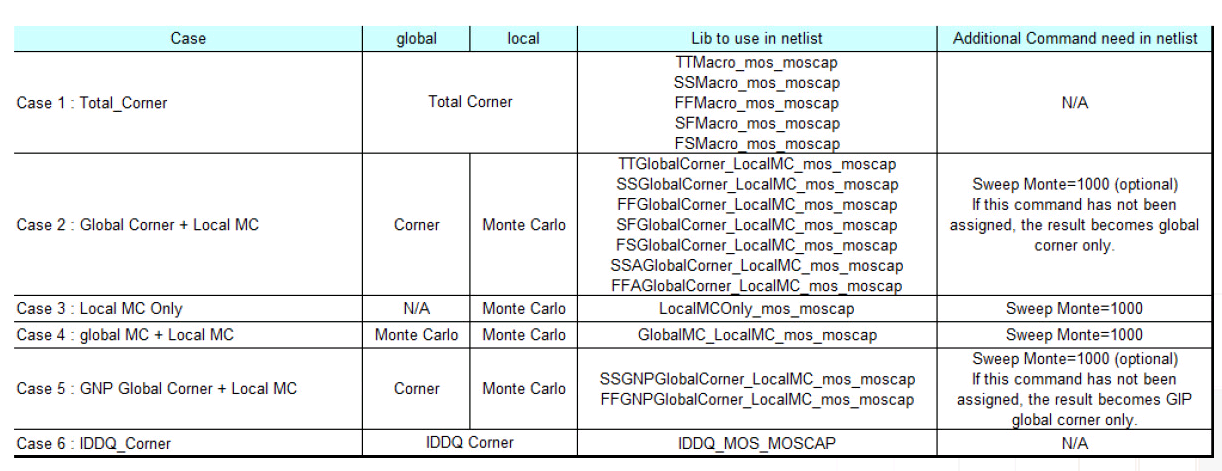 Case global local Lib to use in netlist Additional Command need in netlist
Case 1 : Total_Corner
Total Corner
TTMacro_mos_moscap
SSMacro_mos_moscap
FFMacro_mos_moscap
SFMacro_mos_moscap
FSMacro_mos_moscap
N/A
Case 2 : Global Corner + Local MC
Corner
Monte Carlo
TTGlobalCorner_LocalMC_mos_moscap
SSGlobalCorner_LocalMC_mos_moscap
FFGlobalCorner_LocalMC_mos_moscap
SFGlobalCorner_LocalMC_mos_moscap
FSGlobalCorner_LocalMC_mos_moscap
SSAGlobalCorner_LocalMC_mos_moscap
FFAGlobalCorner_LocalMC_mos_moscap
Sweep Monte=1000 (optional)
If this command has not been
assigned, the result becomes global
corner only.
Case 3 : Local MC Only N/A Monte Carlo LocalMCOnly_mos_moscap Sweep Monte=1000
Case 4 : global MC + Local MC Monte Carlo Monte Carlo GlobalMC_LocalMC_mos_moscap Sweep Monte=1000
Case 5 : GNP Global Corner + Local MC
Corner
Monte Carlo
SSGNPGlobalCorner_LocalMC_mos_moscap
FFGNPGlobalCorner_LocalMC_mos_moscap
Sweep Monte=1000 (optional)
If this command has not been
assigned, the result becomes GIP
global corner only.
Case 6 : IDDQ_Corner IDDQ Corner IDDQ_MOS_MOSCAP N/A